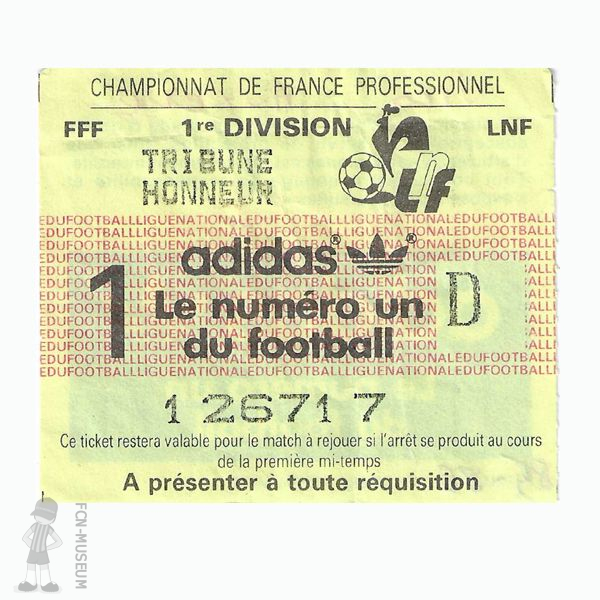 CHAMPIONNAT DE FRANCE PROFESSIONNEL
FFF 1re DIVISION LNF
TRIBUNE
HONNEUR
lnf
EDUFOOTBALLLIGUENATIONALEDUFOOTBALLLIGUENATIONALEDUFOOTBALL
adidas® ®
1 Le numéro un D
du football
126717
Ce ticket restera valable pour le match à rejouer si l'arrêt se produit au cours
de la première mi-temps
A présenter à toute réquisition
FCN-MUSEUM